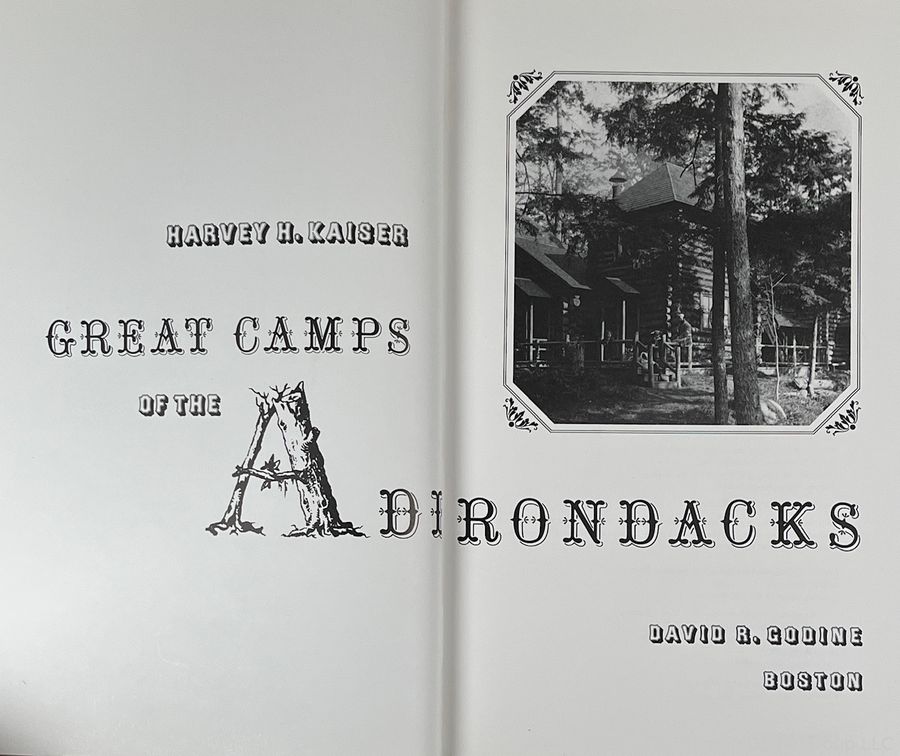 HARVEY H. KAISER
GREAT CAMPS
OF THE
ADIRONDACKS
DAVID R. GODINE
BOSTON